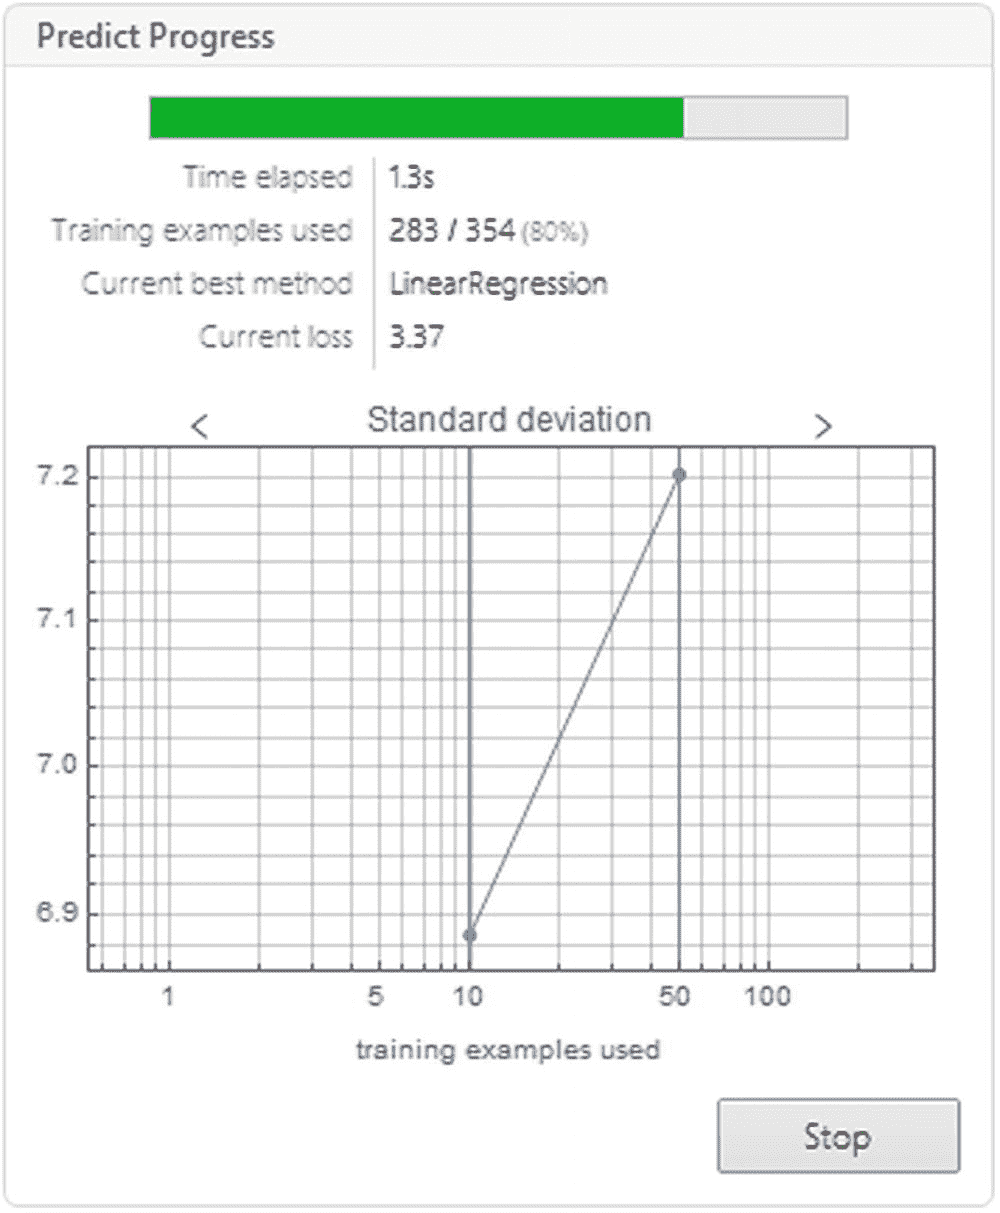 Predict Progress
Time elapsed 1.3s
Training examples used 283 / 354 (80%)
Current best method LinearRegression
Current loss 3.37
< Standard deviation >
7.2
7.1
7.0
6.9
1 5 10 50 100
training examples used
Stop